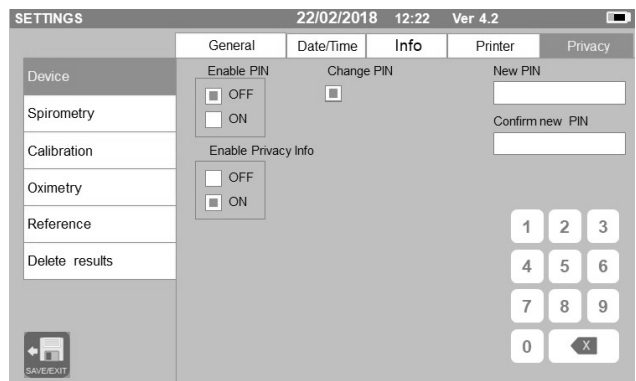 SETTINGS 22/02/2018 12:22 Ver 4.2
General Date/Time Info Printer Privacy
Device
Spirometry
Calibration
Oximetry
Reference
Delete results
Enable PIN
OFF
ON
Change PIN
Enable Privacy Info
OFF
ON
New PIN
Confirm new PIN
1 2 3
4 5 6
7 8 9
0 X
SAVE/EXIT